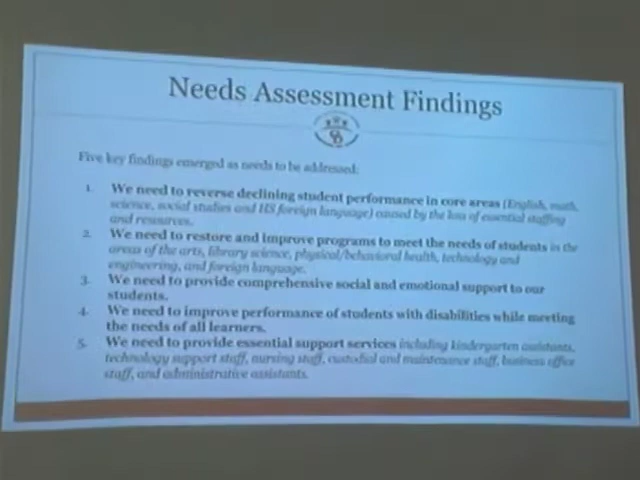 Needs Assessment Findings
Five key findings emerged as needs to be addressed:
1. We need to reverse declining student performance in core areas (English, math,
science, social studies and HS foreign language) caused by the loss of essential staffing
and resources.
2. We need to restore and improve programs to meet the needs of students in the
areas of the arts, library science, physical/behavioral health, technology and
engineering, and foreign language.
3. We need to provide comprehensive social and emotional support to our
students.
4. We need to improve performance of students with disabilities while meeting
the needs of all learners.
5. We need to provide essential support services including kindergarten assistants,
technology support staff, nursing staff, custodial and maintenance staff, business office
staff, and administrative assistants.